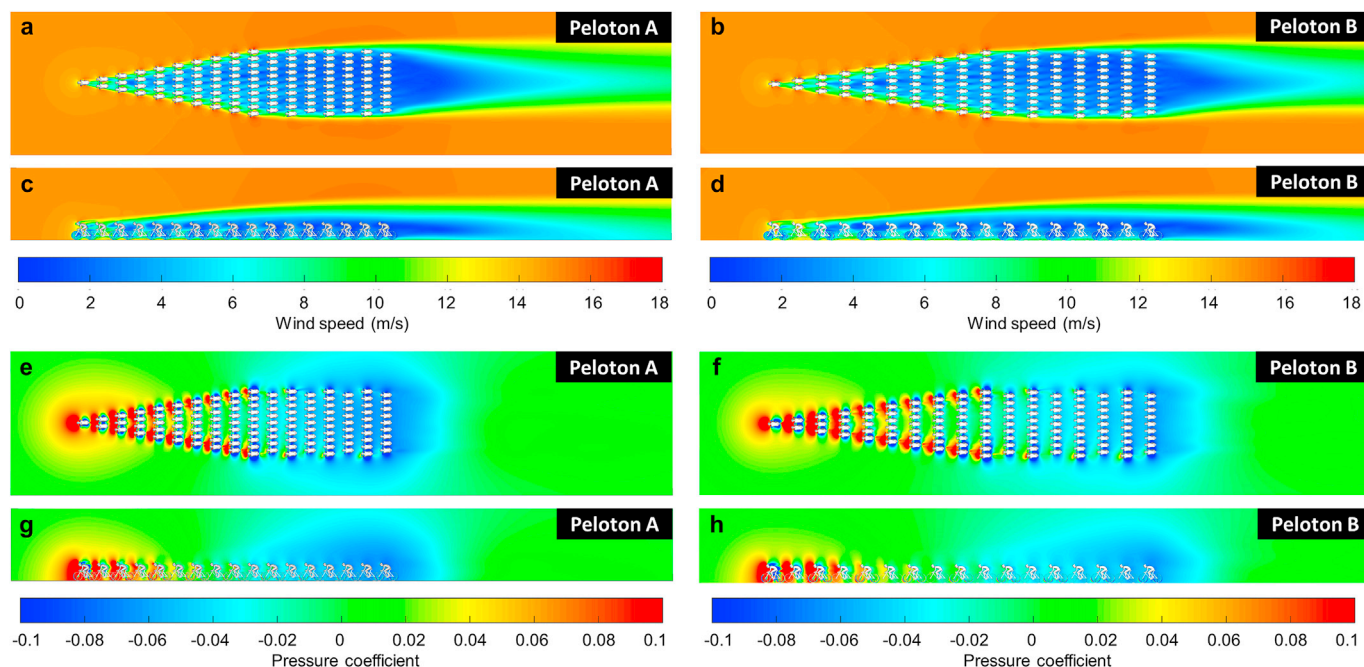 a Peloton A
b Peloton B
c Peloton A
d Peloton B
0 2 4 6 8 10 12 14 16 18
Wind speed (m/s)
0 2 4 6 8 10 12 14 16 18
Wind speed (m/s)
e Peloton A
f Peloton B
g Peloton A
h Peloton B
-0.1 -0.08 -0.06 -0.04 -0.02 0 0.02 0.04 0.06 0.08 0.1
Pressure coefficient
-0.1 -0.08 -0.06 -0.04 -0.02 0 0.02 0.04 0.06 0.08 0.1
Pressure coefficient